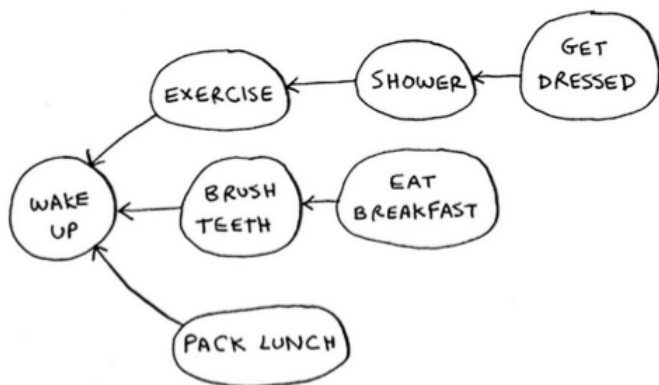 GET
DRESSED
SHOWER
EXERCISE
WAKE
UP
BRUSH
TEETH
EAT
BREAKFAST
PACK LUNCH